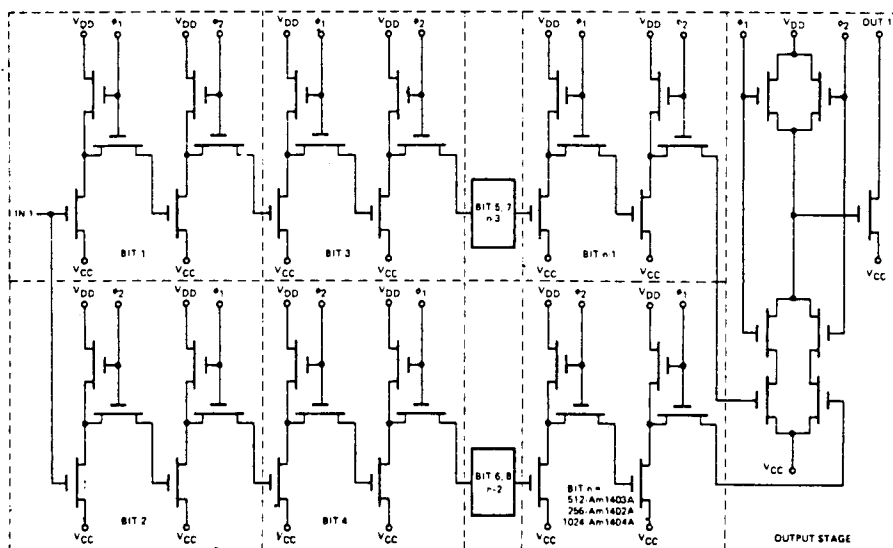 VDD φ1 VDD φ2 VDD φ1 VDD φ2 VDD φ1 VDD φ2 φ1 VDD φ2 OUT 1
IN 1
BIT 1
BIT 3
BIT 5, 7
n-3
BIT n-1
VCC VCC VCC VCC VCC VCC VCC
VDD φ2 VDD φ1 VDD φ2 VDD φ1 VDD φ2 VDD φ1
BIT 2
BIT 4
BIT 6, 8
n-2
BIT n =
512-Am1403A
256-Am1402A
1024-Am1404A
VCC
VCC VCC VCC VCC VCC VCC
OUTPUT STAGE